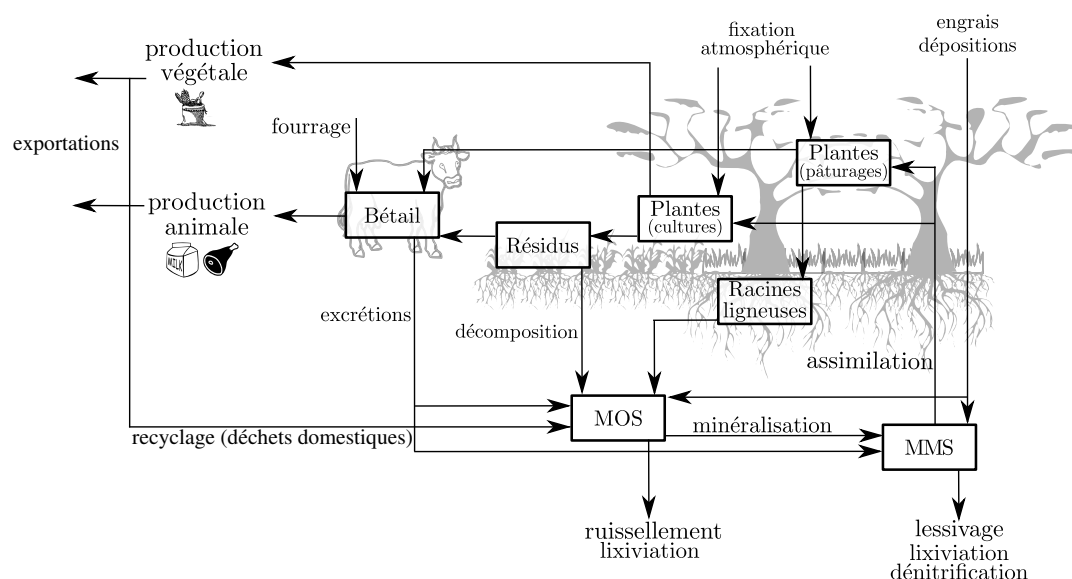 engrais
dépositions
fixation
atmosphérique
production
végétale
fourrage
exportations
Plantes
(pâturages)
production
animale
Bétail
Plantes
(cultures)
Résidus
MILK
Racines
ligneuses
excrétions
décomposition
assimilation
MOS
minéralisation
recyclage (déchets domestiques)
MMS
ruissellement
lixiviation
lessivage
lixiviation
dénitrification